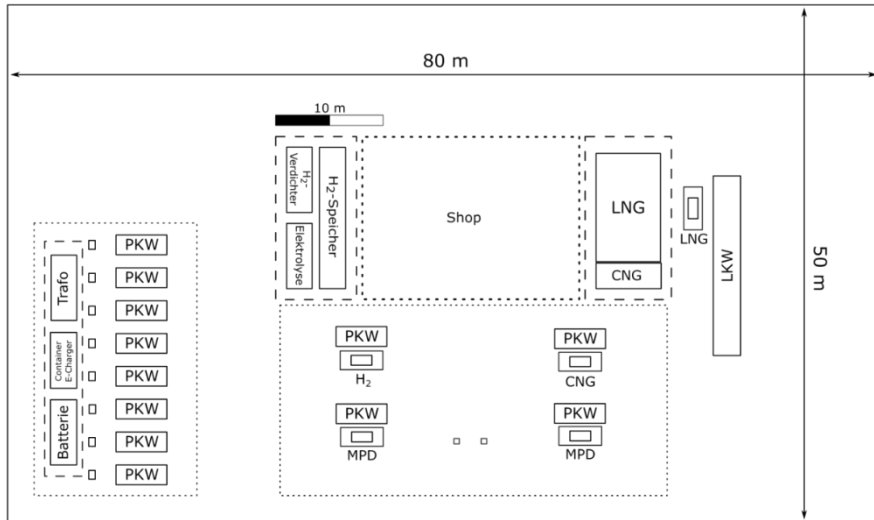 80 m
50 m
10 m
H₂-
Verdichter
H₂-Speicher
Elektrolyse
Shop
LNG
CNG
LNG
LKW
Trafo
Container
E-Charger
Batterie
PKW
PKW
PKW
PKW
PKW
PKW
PKW
PKW
PKW
H₂
PKW
CNG
PKW
MPD
PKW
MPD